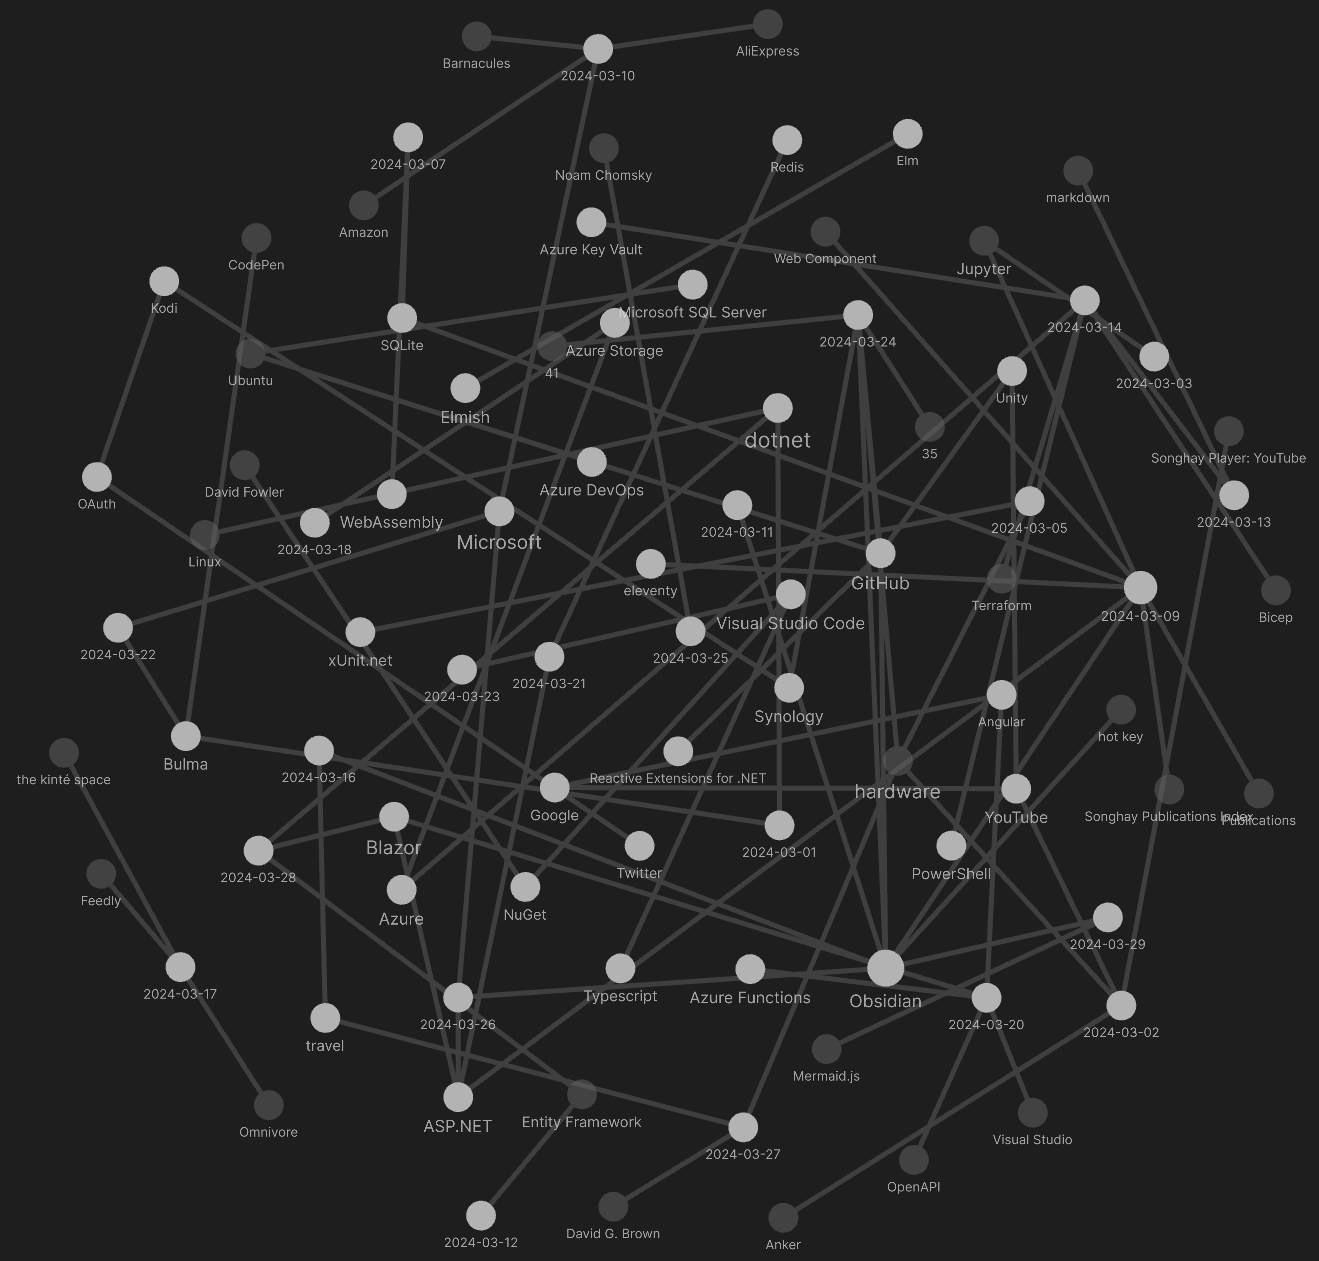 AliExpress
Barnacules
2024-03-10
2024-03-07
Noam Chomsky
Redis
Elm
markdown
Amazon
Azure Key Vault
Web Component
CodePen
Jupyter
Kodi
Microsoft SQL Server
2024-03-14
SQLite
Azure Storage
2024-03-24
Ubuntu
41
2024-03-03
Unity
Elmish
dotnet
35
Songhay Player: YouTube
David Fowler
Azure DevOps
OAuth
WebAssembly
2024-03-11
2024-03-05
2024-03-13
2024-03-18
Microsoft
Linux
eleventy
GitHub
Terraform
2024-03-09
Bicep
Visual Studio Code
2024-03-22
xUnit.net
2024-03-25
2024-03-23
2024-03-21
Synology
Angular
hot key
Bulma
the kinté space
2024-03-16
Reactive Extensions for .NET
hardware
Google
YouTube
Songhay Publications Index
Publications
Blazor
2024-03-01
2024-03-28
Twitter
PowerShell
Feedly
Azure
NuGet
2024-03-29
2024-03-17
Typescript
Azure Functions
Obsidian
2024-03-26
2024-03-20
2024-03-02
travel
Mermaid.js
ASP.NET
Entity Framework
Omnivore
2024-03-27
Visual Studio
OpenAPI
2024-03-12
David G. Brown
Anker